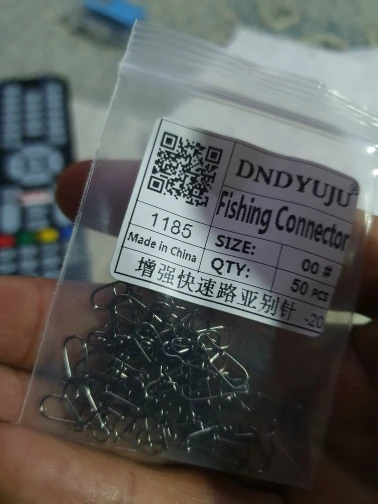 DNDYUJU®
Fishing Connector
1185
SIZE: 00 #
Made in China
QTY: 50 PCS
增强快速路亚别针 -20